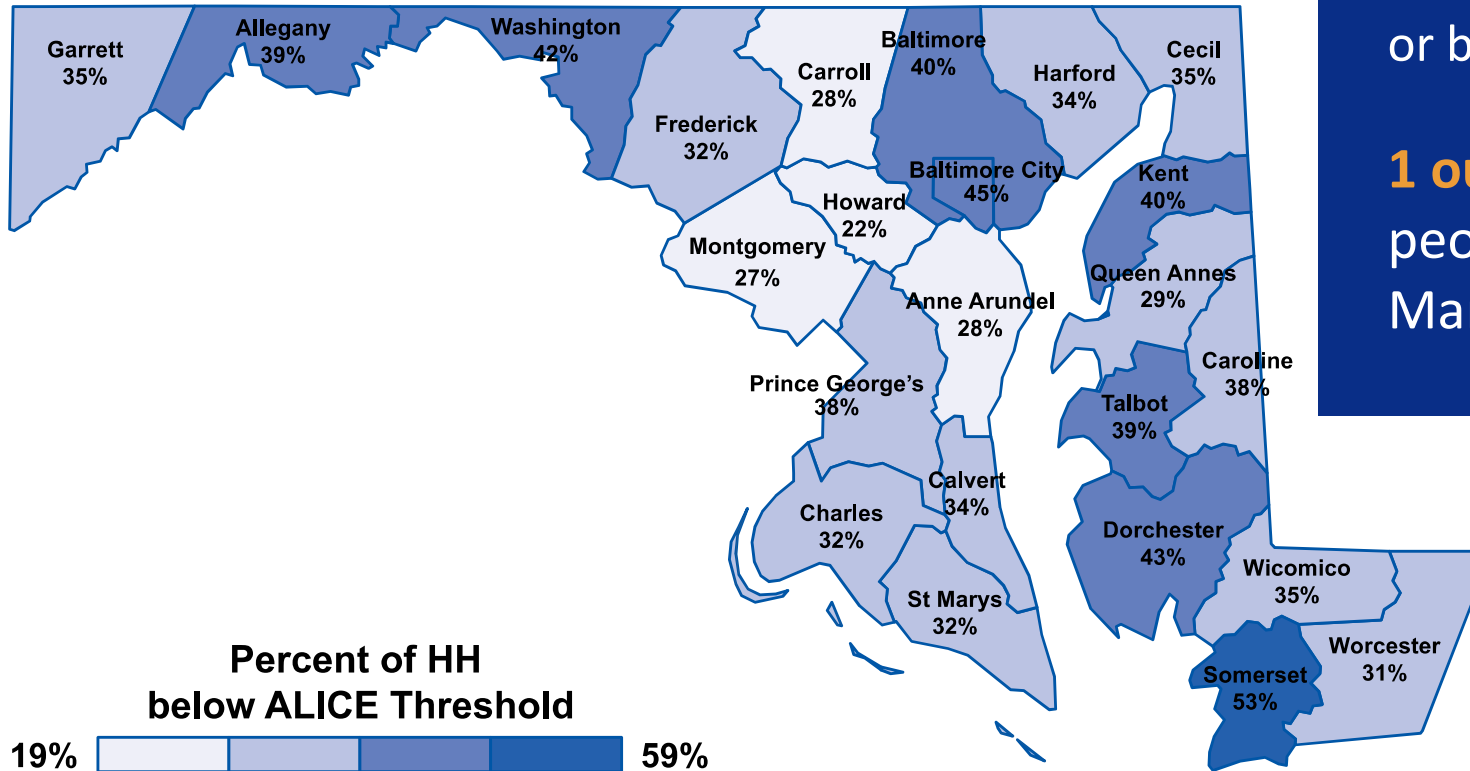 Garrett
35%
Allegany
39%
Washington
42%
Frederick
32%
Carroll
28%
Baltimore
40%
Harford
34%
Cecil
35%
Baltimore City
45%
Howard
22%
Montgomery
27%
Kent
40%
Queen Annes
29%
Anne Arundel
28%
Prince George’s
38%
Caroline
38%
Talbot
39%
Calvert
34%
Charles
32%
Dorchester
43%
St Marys
32%
Wicomico
35%
Worcester
31%
Somerset
53%
Percent of HH
below ALICE Threshold
19% 59%
or b
1 ou
peo
Ma